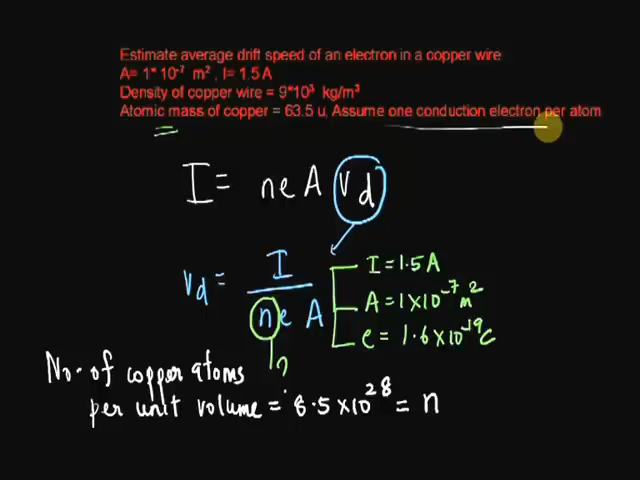 Estimate average drift speed of an electron in a copper wire
A= 1* 10⁻⁷ m² , I= 1.5 A
Density of copper wire = 9*10³ kg/m³
Atomic mass of copper = 63.5 u, Assume one conduction electron per atom
I = neA Vd
Vd = I / neA
I = 1.5A
A = 1×10⁻⁷ m²
e = 1.6×10⁻¹⁹C
?
No. of copper atoms
per unit volume = 8.5×10²⁸ = n